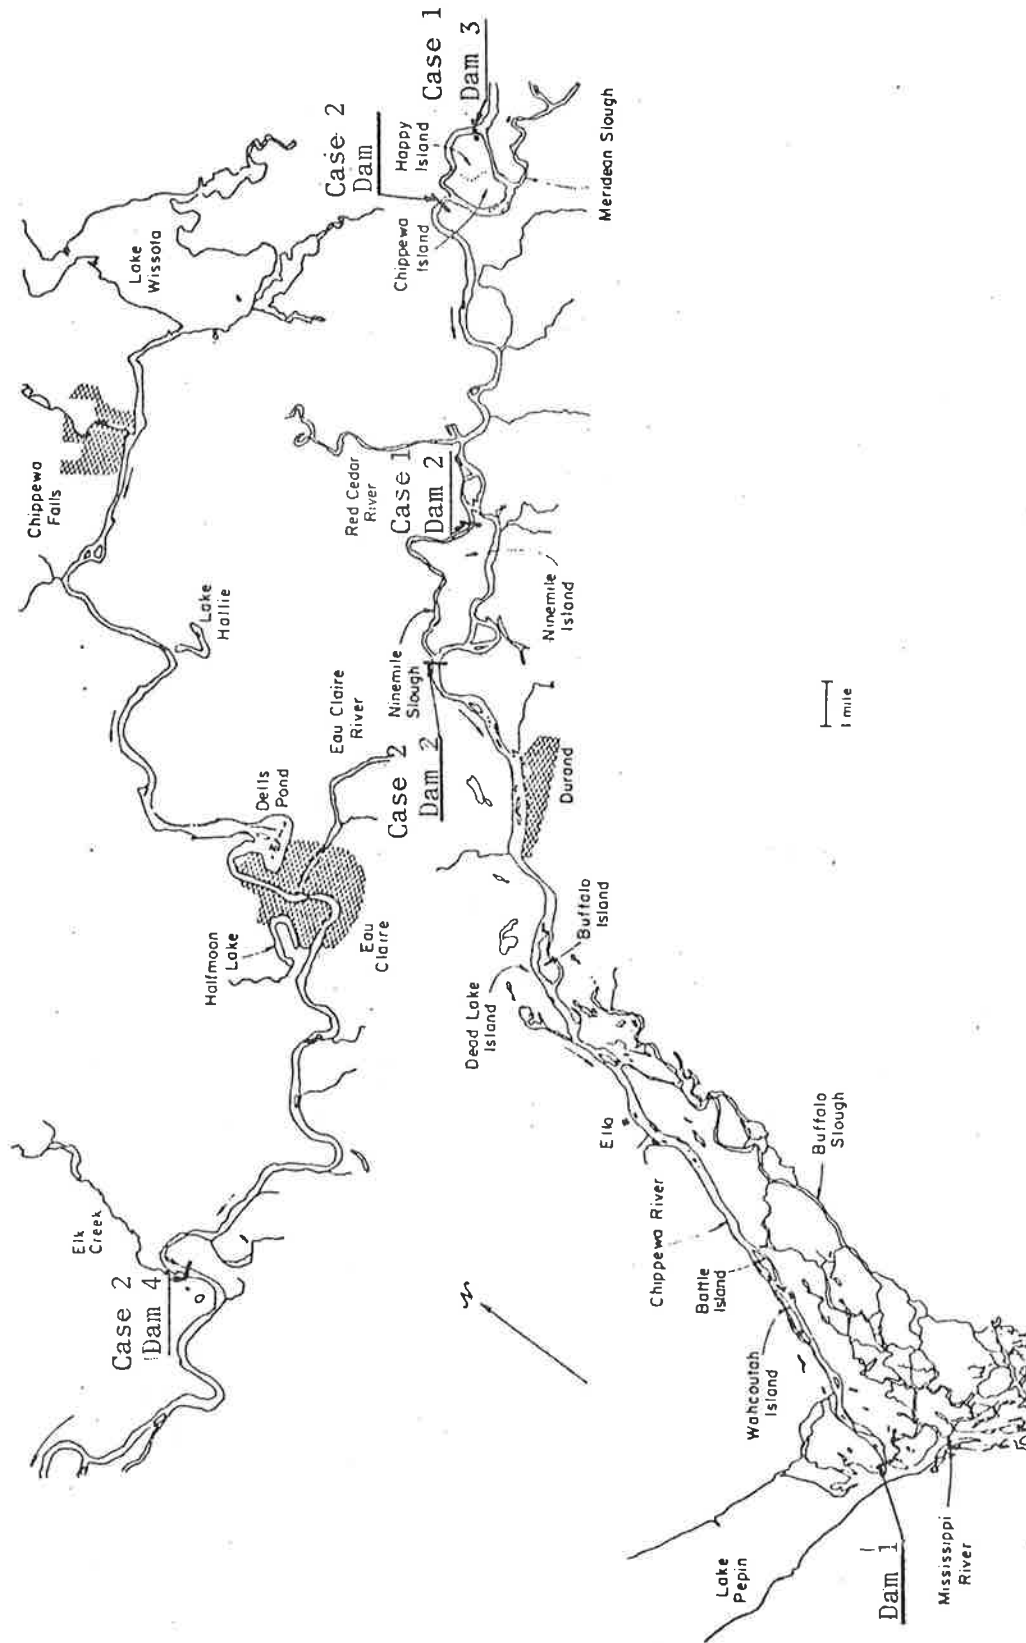 Chippewa
Falls
Lake
Wissota
Lake
Hallie
Dells
Pond
Eau Claire
River
Halfmoon
Lake
Eau
Claire
Elk
Creek
Case 2
Dam 4
Case 2
Dam
Case 1
Dam 3
Happy
Island
Chippewa
Island
Meridean Slough
Red Cedar
River
Case 1
Dam 2
Ninemile
Slough
Ninemile
Island
Case 2
Dam 2
Durand
Buffalo
Island
Dead Lake
Island
Ella
Chippewa River
Buffalo
Slough
Battle
Island
Wahcoutah
Island
Lake
Pepin
Dam 1
Mississippi
River
N
1 mile